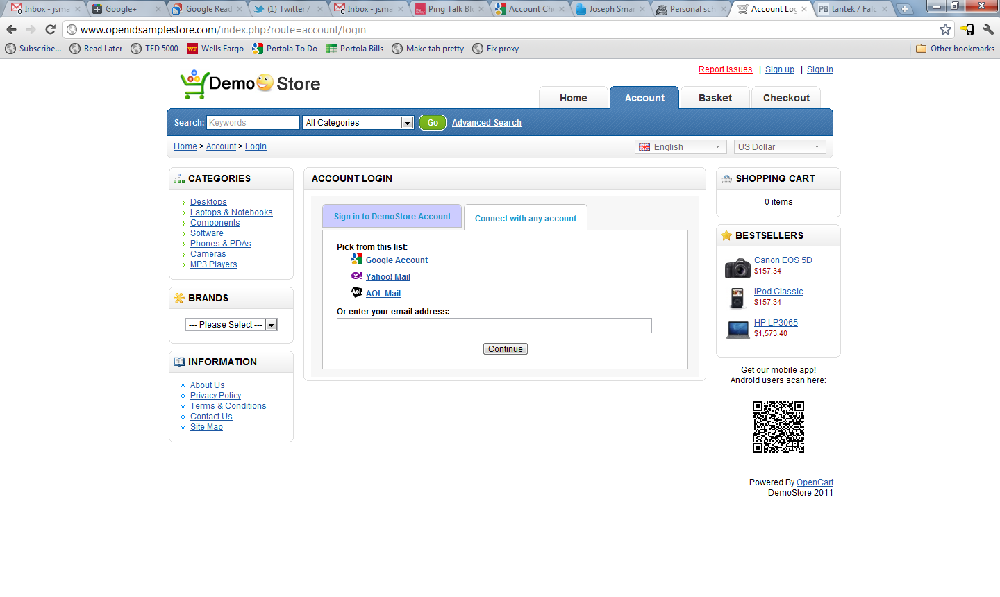 Inbox - jsma
Google+
Google Read
(1) Twitter /
Inbox - jsma
Ping Talk Bl
Account Ch
Joseph Smar
Personal sch
Account Log
tantek / Falc
www.openidsamplestore.com/index.php?route=account/login
Subscribe... Read Later TED 5000 Wells Fargo Portola To Do Portola Bills Make tab pretty Fix proxy Other bookmarks
Report issues | Sign up | Sign in
Demo Store
Home Account Basket Checkout
Search: Keywords All Categories Go Advanced Search
Home > Account > Login
English US Dollar
CATEGORIES
Desktops
Laptops & Notebooks
Components
Software
Phones & PDAs
Cameras
MP3 Players
BRANDS
--- Please Select ---
INFORMATION
About Us
Privacy Policy
Terms & Conditions
Contact Us
Site Map
ACCOUNT LOGIN
Sign in to DemoStore Account
Connect with any account
Pick from this list:
Google Account
Y! Yahoo! Mail
Aol. AOL Mail
Or enter your email address:
Continue
SHOPPING CART
0 items
BESTSELLERS
Canon EOS 5D
$157.34
iPod Classic
$157.34
HP LP3065
$1,573.40
Get our mobile app!
Android users scan here:
Powered By OpenCart
DemoStore 2011